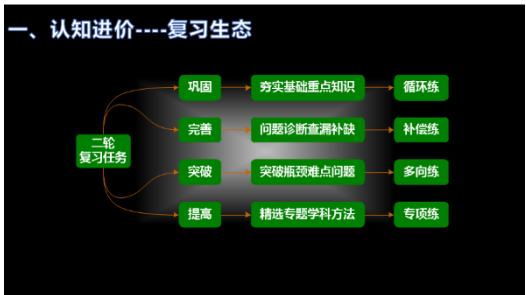 一、认知进价----复习生态
巩固
夯实基础重点知识
循环练
完善
问题诊断查漏补缺
补偿练
二轮
复习任务
突破
突破瓶颈难点问题
多向练
提高
精选专题学科方法
专项练